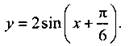 y = 2sin(x + π/6).